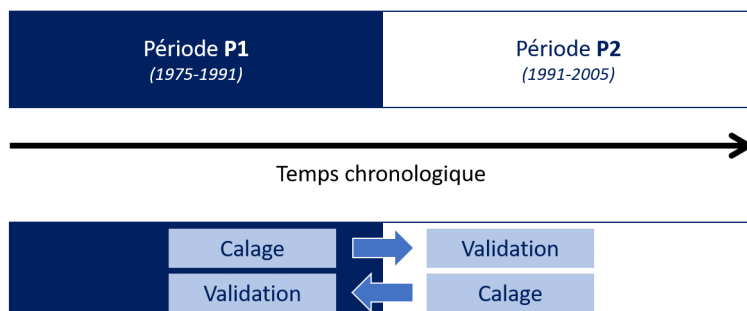 Période P1
(1975-1991)
Période P2
(1991-2005)
Temps chronologique
Calage
Validation
Validation
Calage